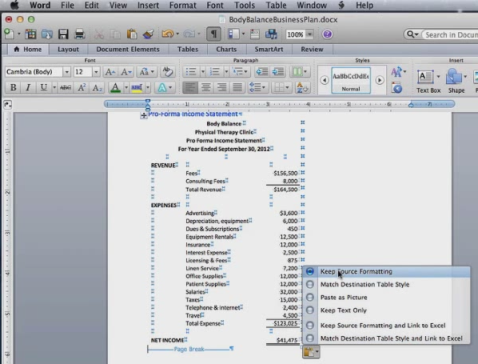 Word File Edit View Insert Format Font Tools Table Window Help
BodyBalanceBusinessPlan.docx
100%
Search in Docum
Home Layout Document Elements Tables Charts SmartArt Review
Font Paragraph Styles Insert
Cambria (Body) 12 A A Aa
B I U ABC A A
AaBbCcDdEe
Normal
Text Box Shape
Pro-Forma Income Statement
Body Balance
Physical Therapy Clinic
Pro Forma Income Statement
For Year Ended September 30, 2012
REVENUE
Fees $156,500
Consulting Fees 8,000
Total Revenue $164,500
EXPENSES
Advertising $3,600
Depreciation, equipment 6,000
Dues & Subscriptions 450
Equipment Rentals 12,500
Insurance 12,000
Interest Expense 2,500
Licensing & Fees 875
Linen Service 7,200
Office Supplies 12,000
Patient Supplies 12,000
Salaries 32,000
Taxes 15,000
Telephone & Internet 2,400
Travel 4,500
Total Expense $123,025
NET INCOME $41,475
Page Break
Keep Source Formatting
Match Destination Table Style
Paste as Picture
Keep Text Only
Keep Source Formatting and Link to Excel
Match Destination Table Style and Link to Excel